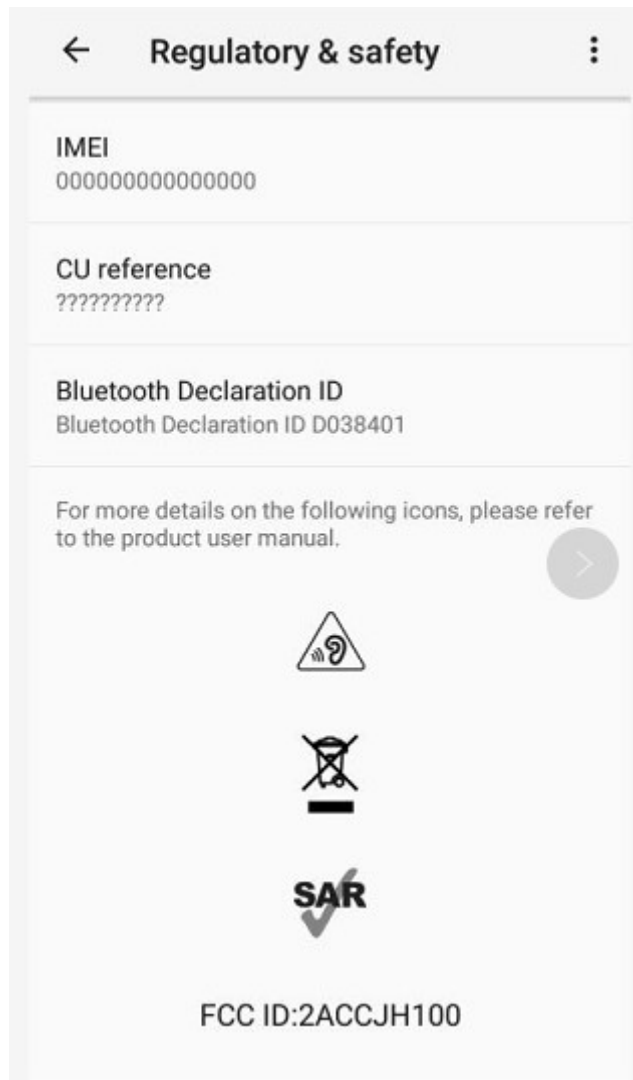 Regulatory & safety
IMEI
000000000000000
CU reference
??????????
Bluetooth Declaration ID
Bluetooth Declaration ID D038401
For more details on the following icons, please refer
to the product user manual.
SAR
FCC ID:2ACCJH100